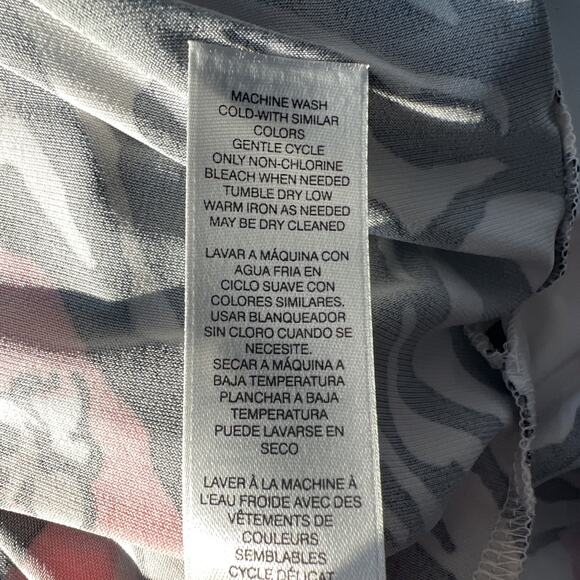 MACHINE WASH
COLD-WITH SIMILAR
COLORS
GENTLE CYCLE
ONLY NON-CHLORINE
BLEACH WHEN NEEDED
TUMBLE DRY LOW
WARM IRON AS NEEDED
MAY BE DRY CLEANED
LAVAR A MÁQUINA CON
AGUA FRIA EN
CICLO SUAVE CON
COLORES SIMILARES.
USAR BLANQUEADOR
SIN CLORO CUANDO SE
NECESITE.
SECAR A MÁQUINA A
BAJA TEMPERATURA
PLANCHAR A BAJA
TEMPERATURA
PUEDE LAVARSE EN
SECO
LAVER À LA MACHINE À
L'EAU FROIDE AVEC DES
VÊTEMENTS DE
COULEURS
SEMBLABLES
CYCLE DÉLICAT